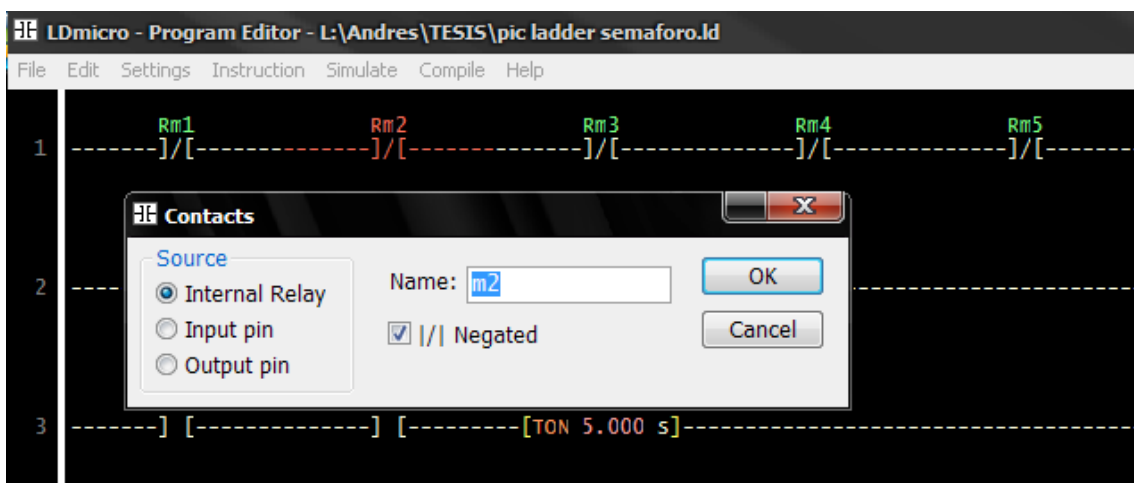 LDmicro - Program Editor - L:\Andres\TESIS\pic ladder semaforo.ld
File Edit Settings Instruction Simulate Compile Help
Rm1 Rm2 Rm3 Rm4 Rm5
1 -------]/[--------------]/[--------------]/[--------------]/[--------------]/[------
Contacts
Source
Internal Relay
Input pin
Output pin
Name: m2
|/| Negated
OK
Cancel
2
3 -------] [--------------] [---------[TON 5.000 s]-------------------------------------